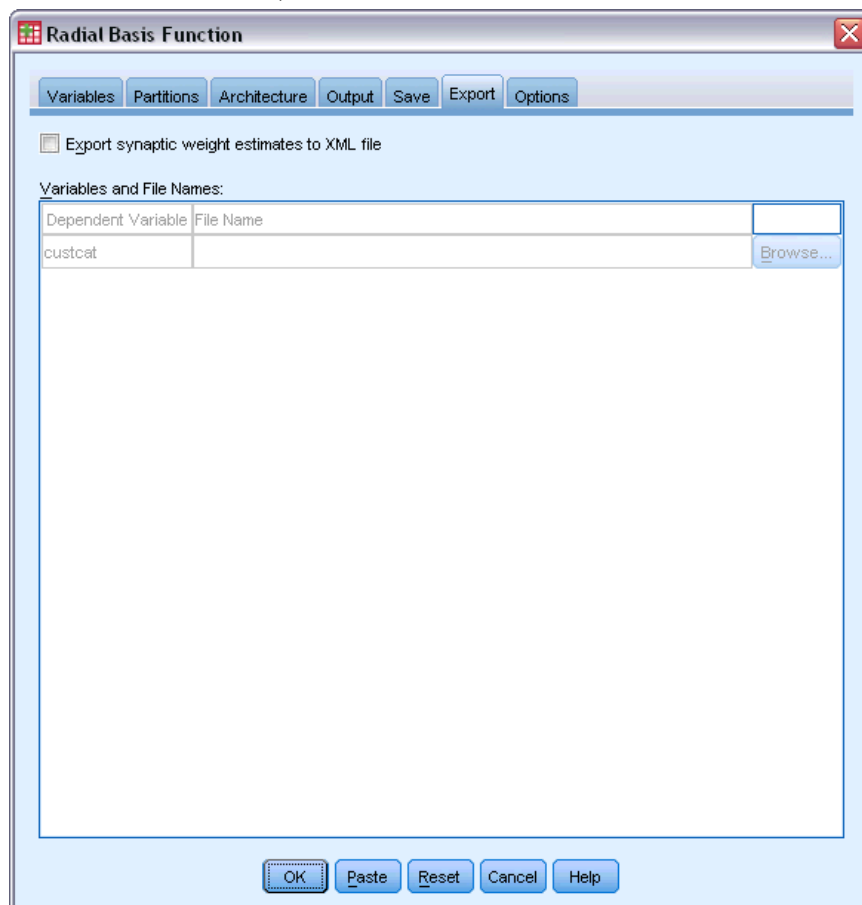 Radial Basis Function
Variables Partitions Architecture Output Save Export Options
Export synaptic weight estimates to XML file
Variables and File Names:
Dependent Variable File Name
custcat Browse...
OK Paste Reset Cancel Help